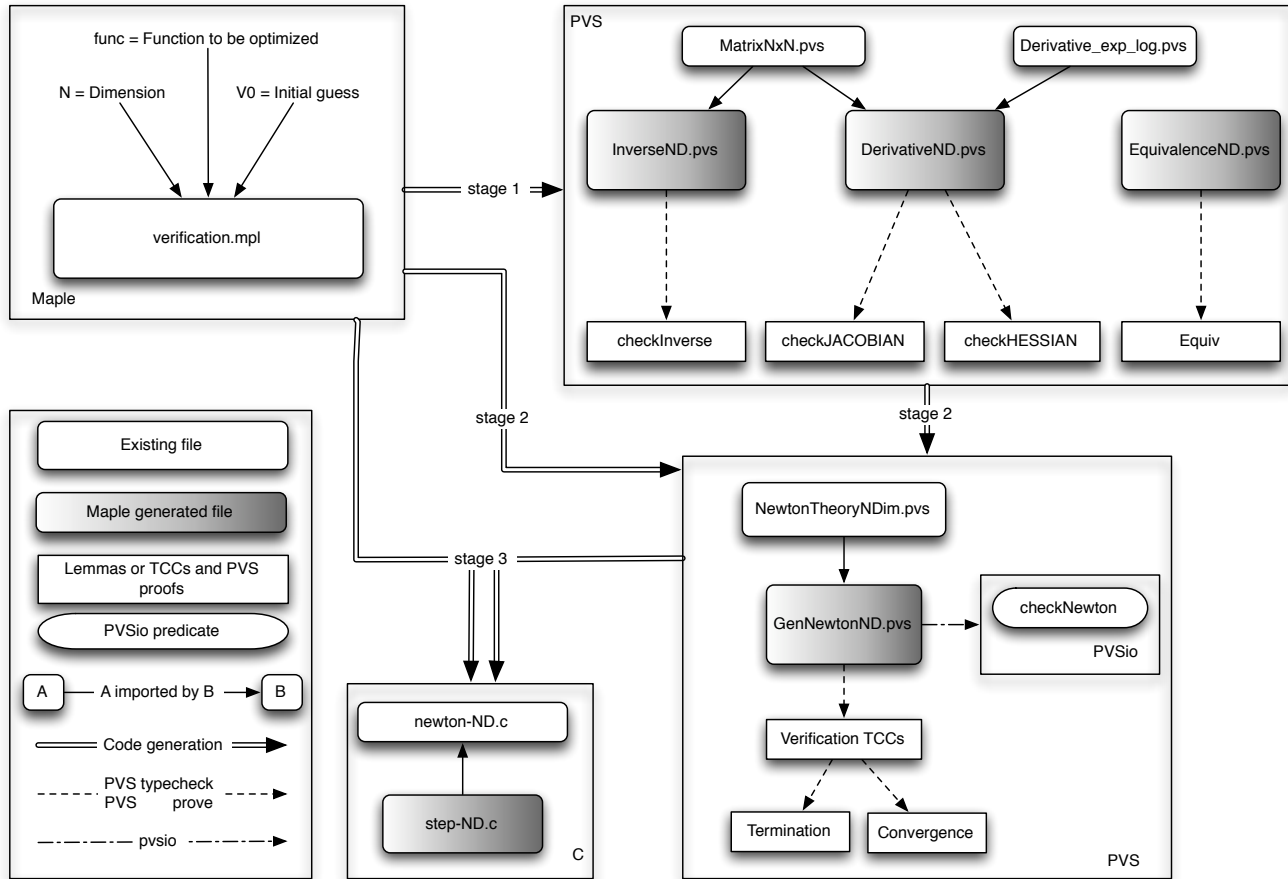 func = Function to be optimized
N = Dimension
V0 = Initial guess
verification.mpl
Maple
stage 1
PVS
MatrixNxN.pvs
Derivative_exp_log.pvs
InverseND.pvs
DerivativeND.pvs
EquivalenceND.pvs
checkInverse
checkJACOBIAN
checkHESSIAN
Equiv
stage 2
stage 2
Existing file
Maple generated file
Lemmas or TCCs and PVS
proofs
PVSio predicate
A
A imported by B
B
Code generation
PVS typecheck
PVS prove
pvsio
stage 3
newton-ND.c
step-ND.c
C
NewtonTheoryNDim.pvs
GenNewtonND.pvs
checkNewton
PVSio
Verification TCCs
Termination
Convergence
PVS